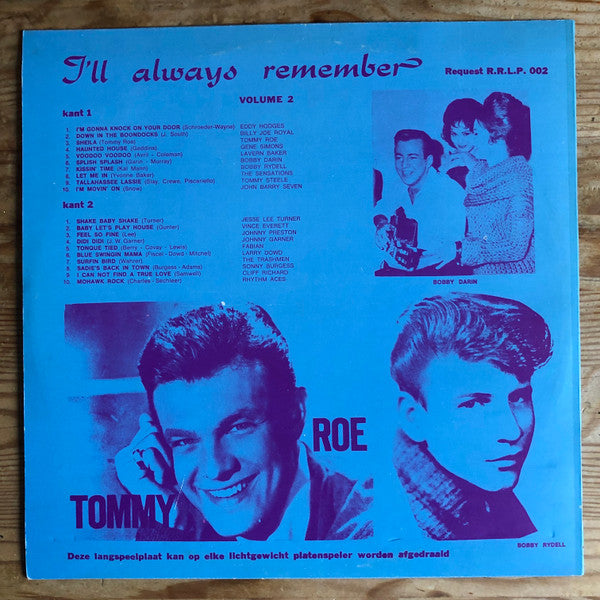 I'll always remember
Request R.R.L.P. 002
VOLUME 2
kant 1
1. I'M GONNA KNOCK ON YOUR DOOR (Schroeder-Wayne) EDDY HODGES
2. DOWN IN THE BOONDOCKS (J. South) BILLY JOE ROYAL
3. SHEILA (Tommy Roe) TOMMY ROE
4. HAUNTED HOUSE (Geddins) GENE SIMONS
5. VOODOO VOODOO (Avril - Coleman) LAVERN BAKER
6. SPLISH SPLASH (Darin - Murray) BOBBY DARIN
7. KISSIN' TIME (Kal Mann) BOBBY RYDELL
8. LET ME IN (Yvonne Baker) THE SENSATIONS
9. TALLAHASSEE LASSIE (Slay, Crewe, Piscariello) TOMMY STEELE
10. I'M MOVIN' ON (Snow) JOHN BARRY SEVEN
kant 2
1. SHAKE BABY SHAKE (Turner) JESSE LEE TURNER
2. BABY LET'S PLAY HOUSE (Gunter) VINCE EVERETT
3. FEEL SO FINE (Lee) JOHNNY PRESTON
4. DIDI DIDI (J. W. Garner) JOHNNY GARNER
5. TONGUE TIED (Berry - Covay - Lewis) FABIAN
6. BLUE SWINGIN MAMA (Fiscel - Dowd - Mitchel) LARRY DOWD
7. SURFIN BIRD (Wahrer) THE TRASHMEN
8. SADIE'S BACK IN TOWN (Burgess - Adams) SONNY BURGESS
9. I CAN NOT FIND A TRUE LOVE (Samwell) CLIFF RICHARD
10. MOHAWK ROCK (Charles - Sechleer) RHYTHM ACES
BOBBY DARIN
TOMMY ROE
BOBBY RYDELL
Deze langspeelplaat kan op elke lichtgewicht platenspeler worden afgedraaid